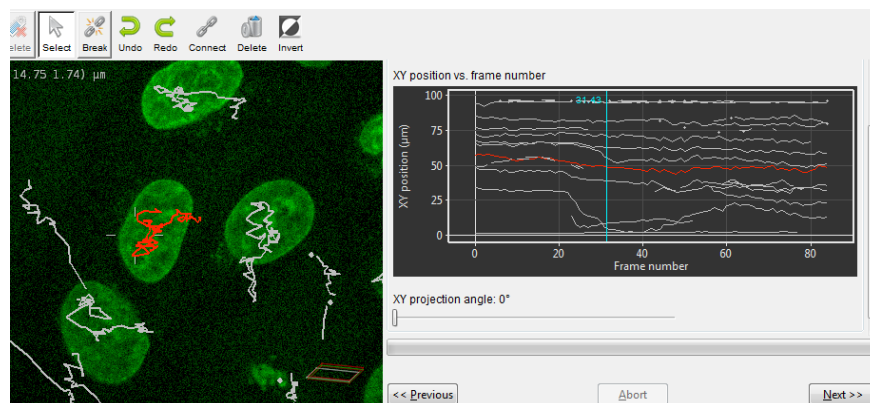 elete Select Break Undo Redo Connect Delete Invert
14.75 1.74) µm
XY position vs. frame number
31.43
100
75
50
25
0
XY position (µm)
0 20 40 60 80
Frame number
XY projection angle: 0°
<< Previous Abort Next >>